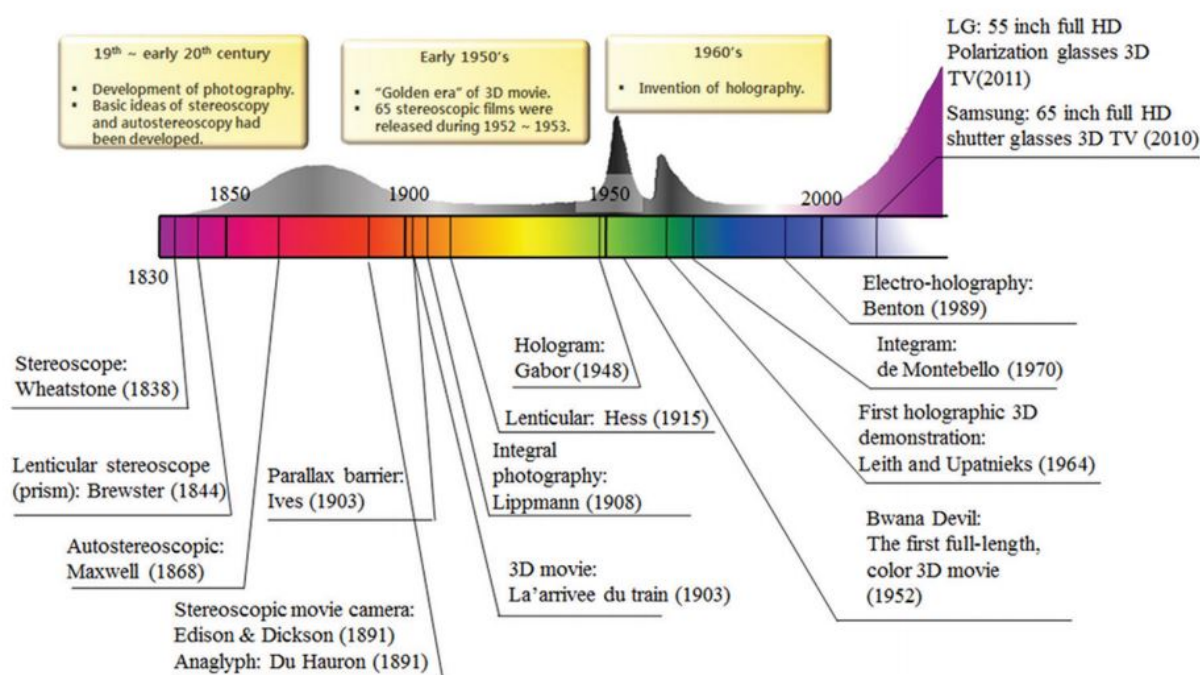 19th ~ early 20th century
▪ Development of photography.
▪ Basic ideas of stereoscopy
and autostereoscopy had
been developed.
Early 1950's
▪ "Golden era" of 3D movie.
▪ 65 stereoscopic films were
released during 1952 ~ 1953.
1960's
▪ Invention of holography.
LG: 55 inch full HD
Polarization glasses 3D
TV(2011)
Samsung: 65 inch full HD
shutter glasses 3D TV (2010)
1830
1850
1900
1950
2000
Stereoscope:
Wheatstone (1838)
Lenticular stereoscope
(prism): Brewster (1844)
Autostereoscopic:
Maxwell (1868)
Stereoscopic movie camera:
Edison & Dickson (1891)
Anaglyph: Du Hauron (1891)
Parallax barrier:
Ives (1903)
3D movie:
La'arrivee du train (1903)
Integral
photography:
Lippmann (1908)
Lenticular: Hess (1915)
Hologram:
Gabor (1948)
Bwana Devil:
The first full-length,
color 3D movie
(1952)
First holographic 3D
demonstration:
Leith and Upatnieks (1964)
Integram:
de Montebello (1970)
Electro-holography:
Benton (1989)